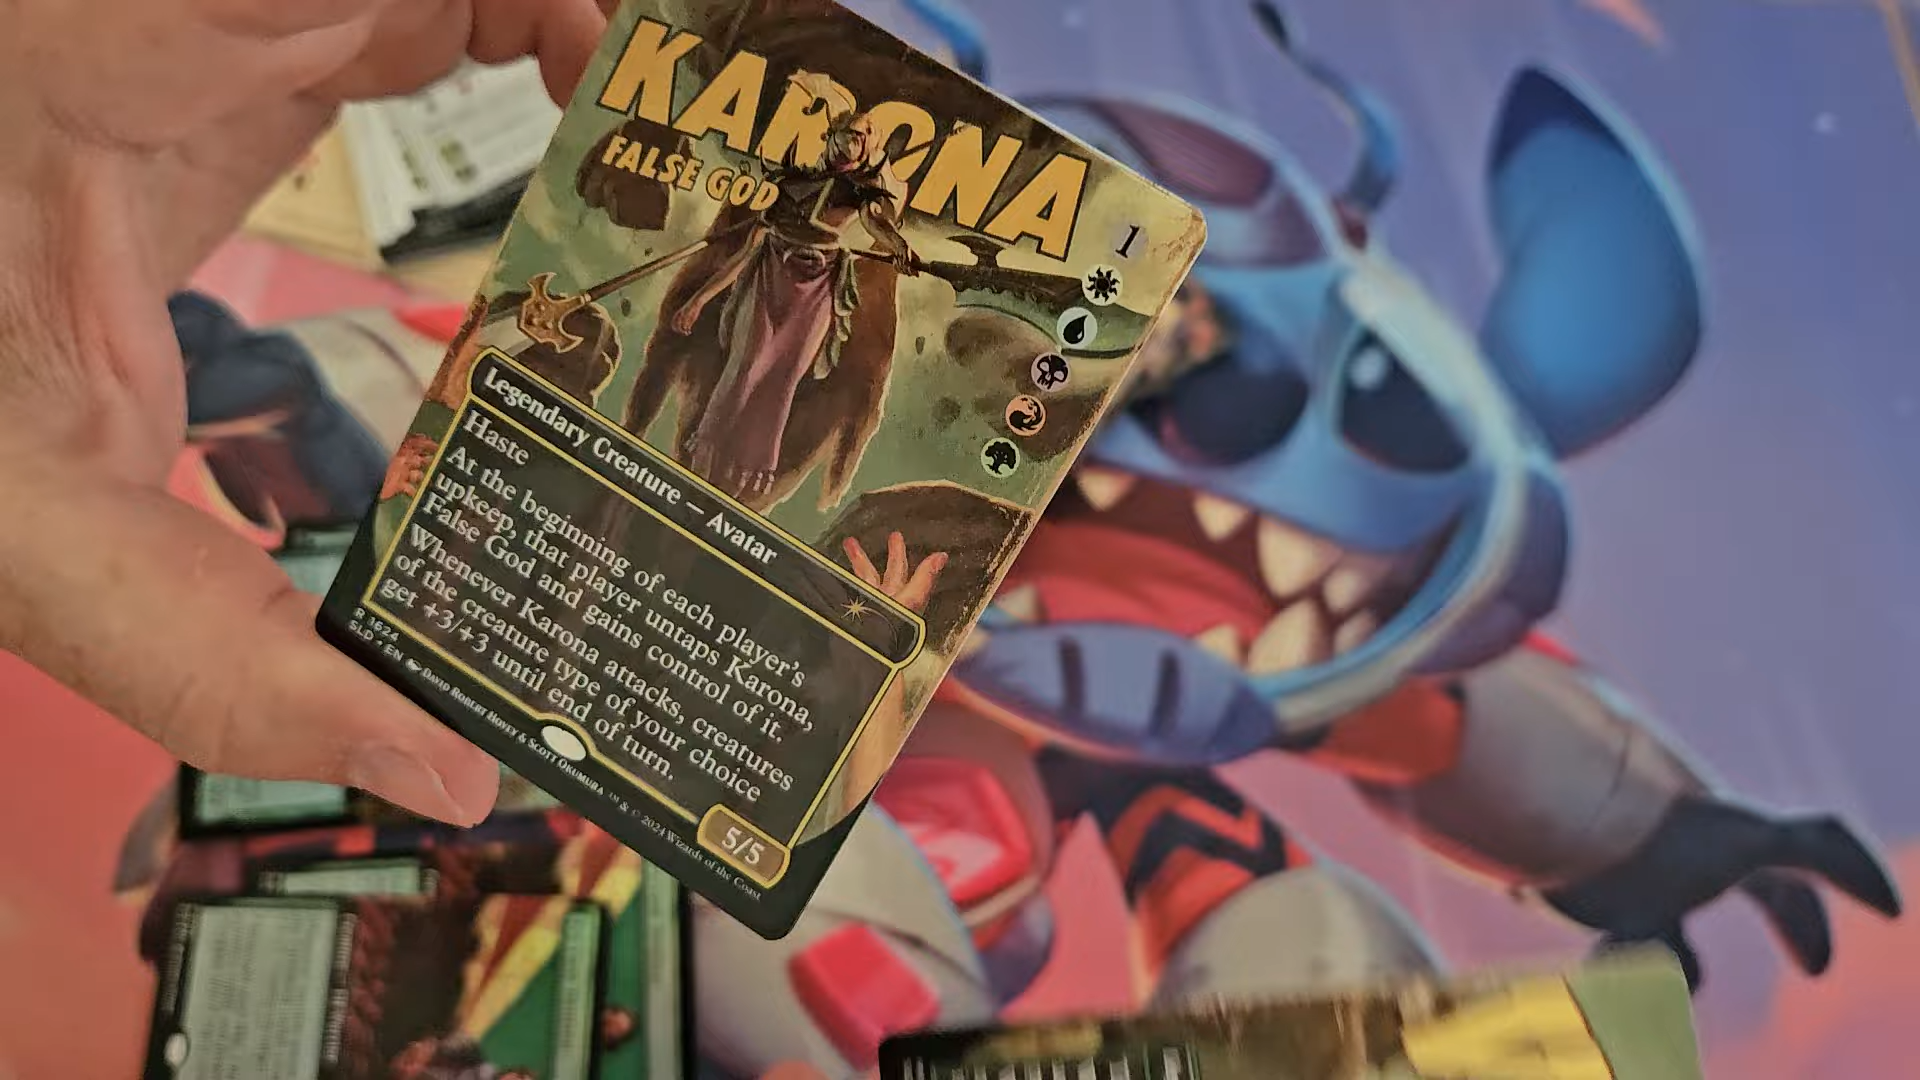 KARONA
FALSE GOD
1
Legendary Creature — Avatar
Haste
At the beginning of each player's
upkeep, that player untaps Karona,
False God and gains control of it.
Whenever Karona attacks, creatures
of the creature type of your choice
get +3/+3 until end of turn.
5/5
R 1624
SLD • EN DAVID ROBERT HOVEY & SCOTT OKUMURA ™ & © 2024 Wizards of the Coast